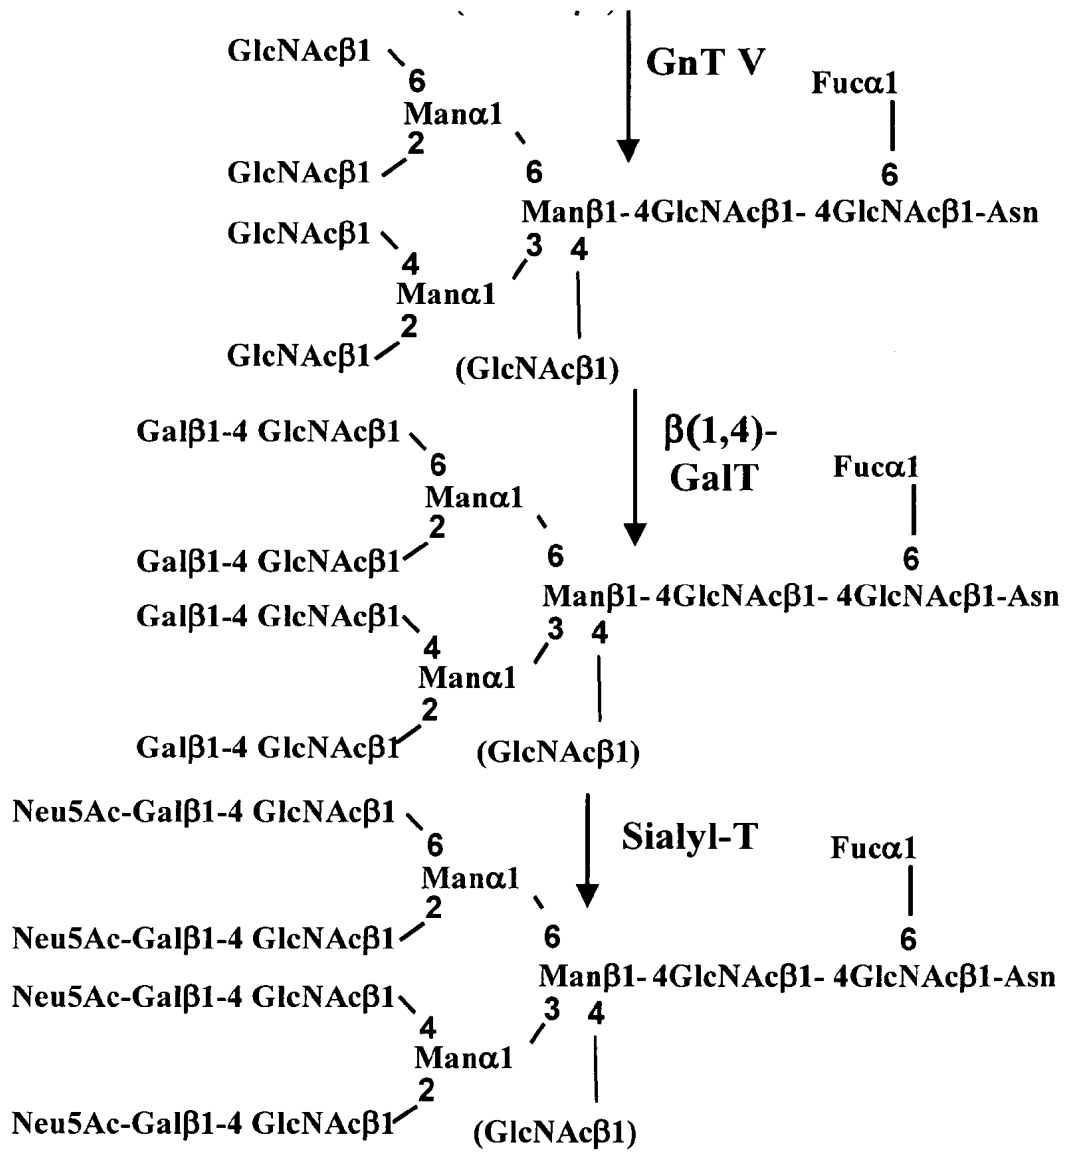 GnT V
GlcNAcβ1
Fucα1
6
Manα1
2
GlcNAcβ1
6
6
Manβ1-4GlcNAcβ1-4GlcNAcβ1-Asn
GlcNAcβ1
3 4
4
Manα1
2
GlcNAcβ1
(GlcNAcβ1)
β(1,4)-
GalT
Galβ1-4 GlcNAcβ1
Fucα1
6
Manα1
2
Galβ1-4 GlcNAcβ1
6
6
Manβ1-4GlcNAcβ1-4GlcNAcβ1-Asn
Galβ1-4 GlcNAcβ1
3 4
4
Manα1
2
Galβ1-4 GlcNAcβ1
(GlcNAcβ1)
Sialyl-T
Neu5Ac-Galβ1-4 GlcNAcβ1
Fucα1
6
Manα1
2
Neu5Ac-Galβ1-4 GlcNAcβ1
6
6
Manβ1-4GlcNAcβ1-4GlcNAcβ1-Asn
Neu5Ac-Galβ1-4 GlcNAcβ1
3 4
4
Manα1
2
Neu5Ac-Galβ1-4 GlcNAcβ1
(GlcNAcβ1)